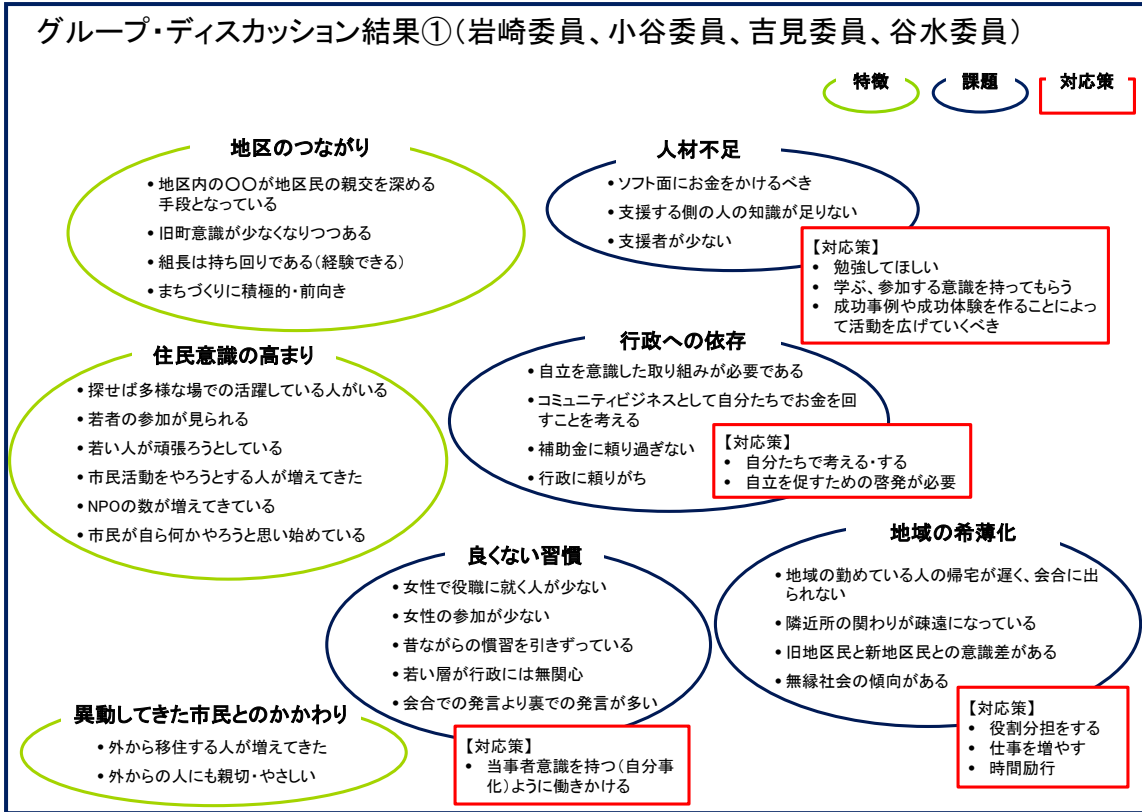 グループ・ディスカッション結果①(岩崎委員、小谷委員、吉見委員、谷水委員)
特徴
課題
対応策
地区のつながり
• 地区内の〇〇が地区民の親交を深める
手段となっている
• 旧町意識が少なくなりつつある
• 組長は持ち回りである(経験できる)
• まちづくりに積極的・前向き
人材不足
• ソフト面にお金をかけるべき
• 支援する側の人の知識が足りない
• 支援者が少ない
【対応策】
• 勉強してほしい
• 学ぶ、参加する意識を持ってもらう
• 成功事例や成功体験を作ることによっ
て活動を広げていくべき
住民意識の高まり
• 探せば多様な場での活躍している人がいる
• 若者の参加が見られる
• 若い人が頑張ろうとしている
• 市民活動をやろうとする人が増えてきた
• NPOの数が増えてきている
• 市民が自ら何かやろうと思い始めている
行政への依存
• 自立を意識した取り組みが必要である
• コミュニティビジネスとして自分たちでお金を回
すことを考える
• 補助金に頼り過ぎない
• 行政に頼りがち
【対応策】
• 自分たちで考える・する
• 自立を促すための啓発が必要
良くない習慣
• 女性で役職に就く人が少ない
• 女性の参加が少ない
• 昔ながらの慣習を引きずっている
• 若い層が行政には無関心
• 会合での発言より裏での発言が多い
【対応策】
• 当事者意識を持つ(自分事
化)ように働きかける
地域の希薄化
• 地域の勤めている人の帰宅が遅く、会合に出
られない
• 隣近所の関わりが疎遠になっている
• 旧地区民と新地区民との意識差がある
• 無縁社会の傾向がある
【対応策】
• 役割分担をする
• 仕事を増やす
• 時間励行
異動してきた市民とのかかわり
• 外から移住する人が増えてきた
• 外からの人にも親切・やさしい